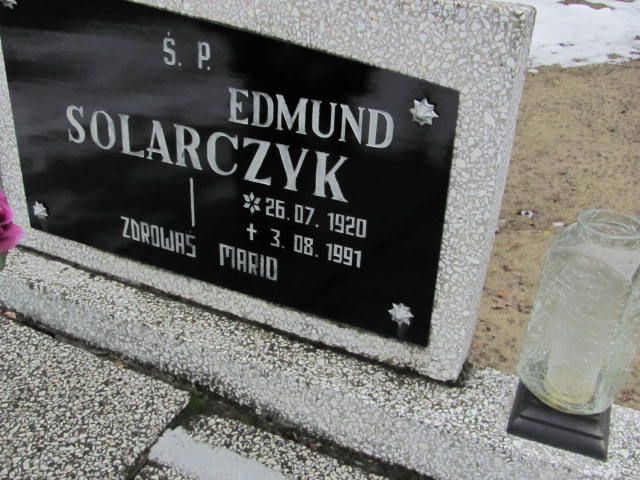 Ś. P.
EDMUND
SOLARCZYK
26.07.1920
3.08.1991
ZDROWAŚ MARIO